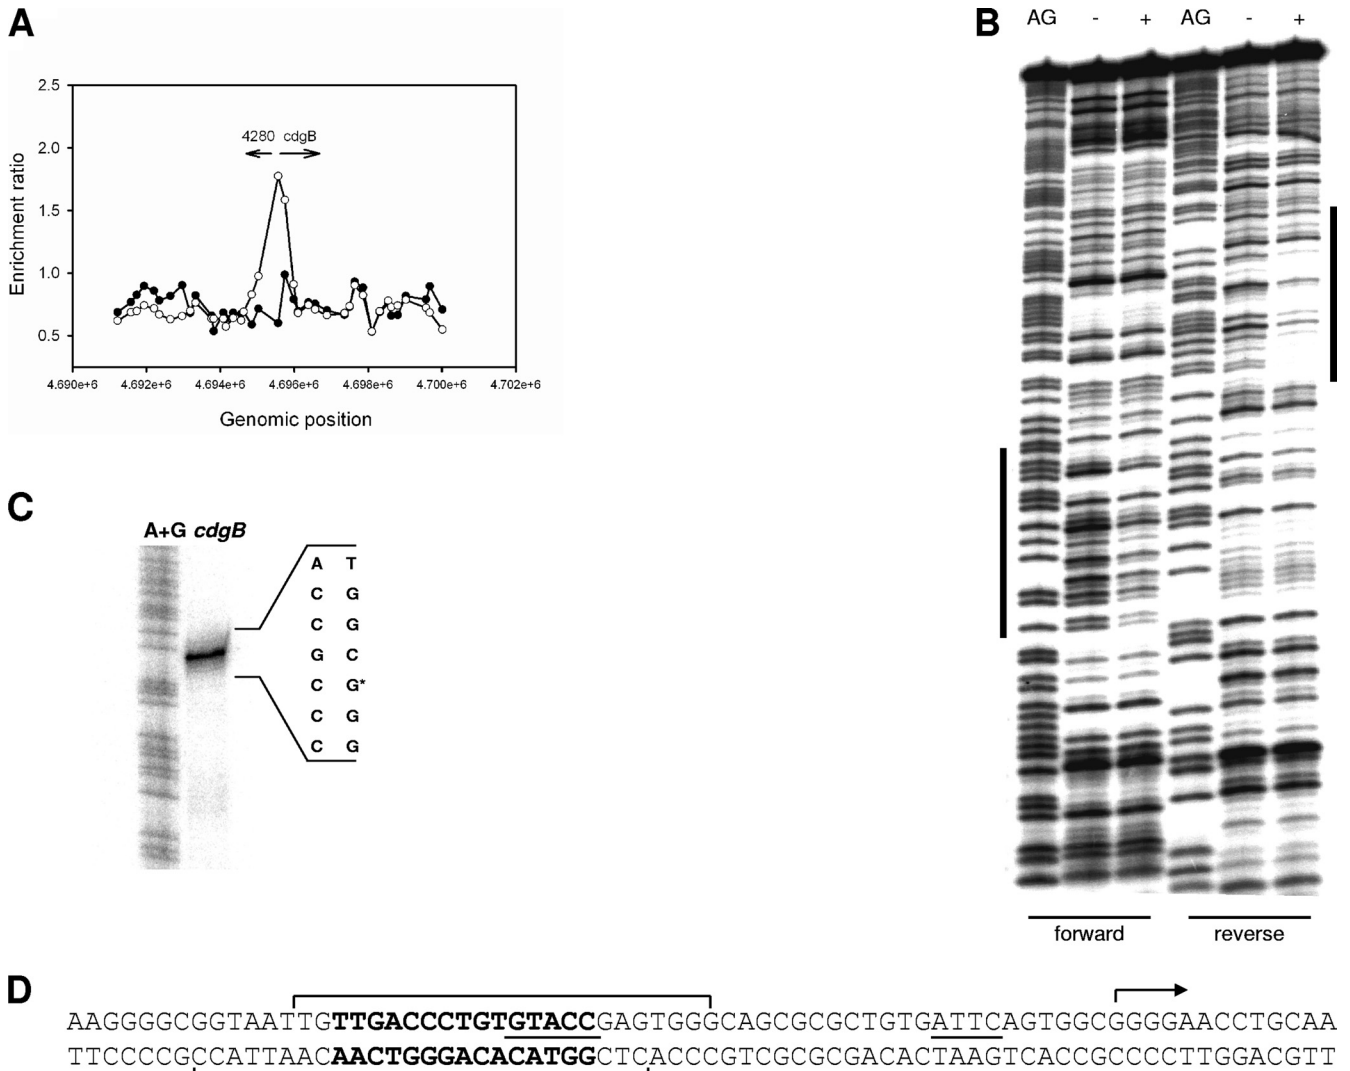 A
2.5
2.0
1.5
1.0
0.5
Enrichment ratio
4280 cdgB
4.690e+6 4.692e+6 4.694e+6 4.696e+6 4.698e+6 4.700e+6 4.702e+6
Genomic position
B
AG - + AG - +
forward reverse
C
A+G cdgB
A T
C G
C G
G C
C G*
C G
C G
D
AAGGGGCGGTAATTGTTGACCCTGTGTACCGAGTGGGCAGCGCGCTGTGATTCAGTGGCGGGGAACCTGCAA
TTCCCCGCCATTAACAACTGGGACACATGGCTCACCCGTCGCGCGACACTAAGTCACCGCCCCTTGGACGTT